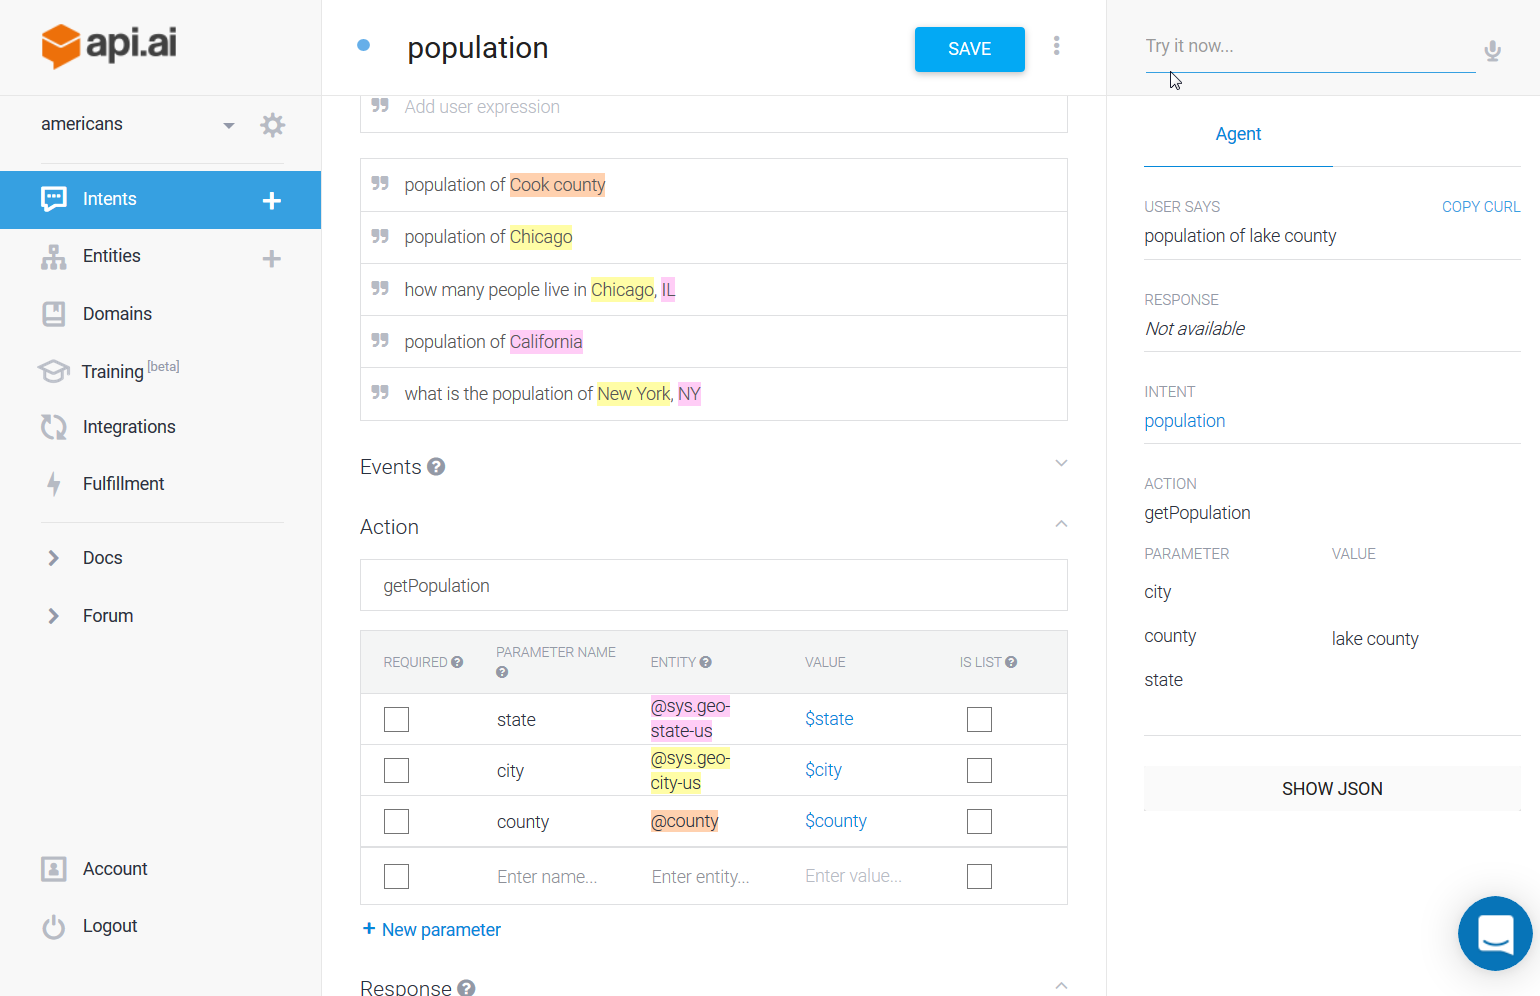 api.ai
americans
Intents
Entities
Domains
Training [beta]
Integrations
Fulfillment
Docs
Forum
Account
Logout
population
SAVE
Add user expression
population of Cook county
population of Chicago
how many people live in Chicago, IL
population of California
what is the population of New York, NY
Events ?
Action
getPopulation
REQUIRED ? PARAMETER NAME ? ENTITY ? VALUE IS LIST ?
state @sys.geo-state-us $state
city @sys.geo-city-us $city
county @county $county
Enter name... Enter entity... Enter value...
+ New parameter
Response ?
Try it now...
Agent
USER SAYS COPY CURL
population of lake county
RESPONSE
Not available
INTENT
population
ACTION
getPopulation
PARAMETER VALUE
city
county lake county
state
SHOW JSON